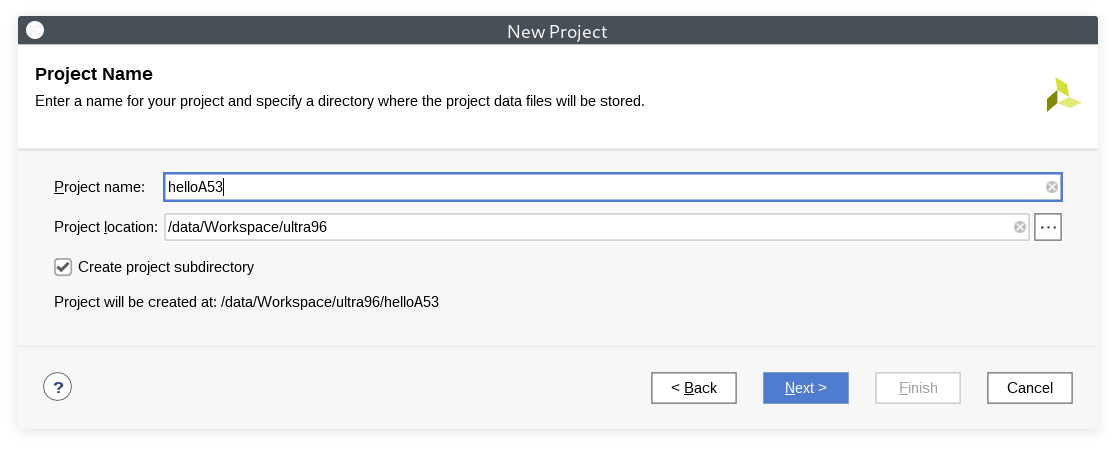 New Project
Project Name
Enter a name for your project and specify a directory where the project data files will be stored.
Project name: helloA53
Project location: /data/Workspace/ultra96 ...
Create project subdirectory
Project will be created at: /data/Workspace/ultra96/helloA53
? < Back Next > Finish Cancel